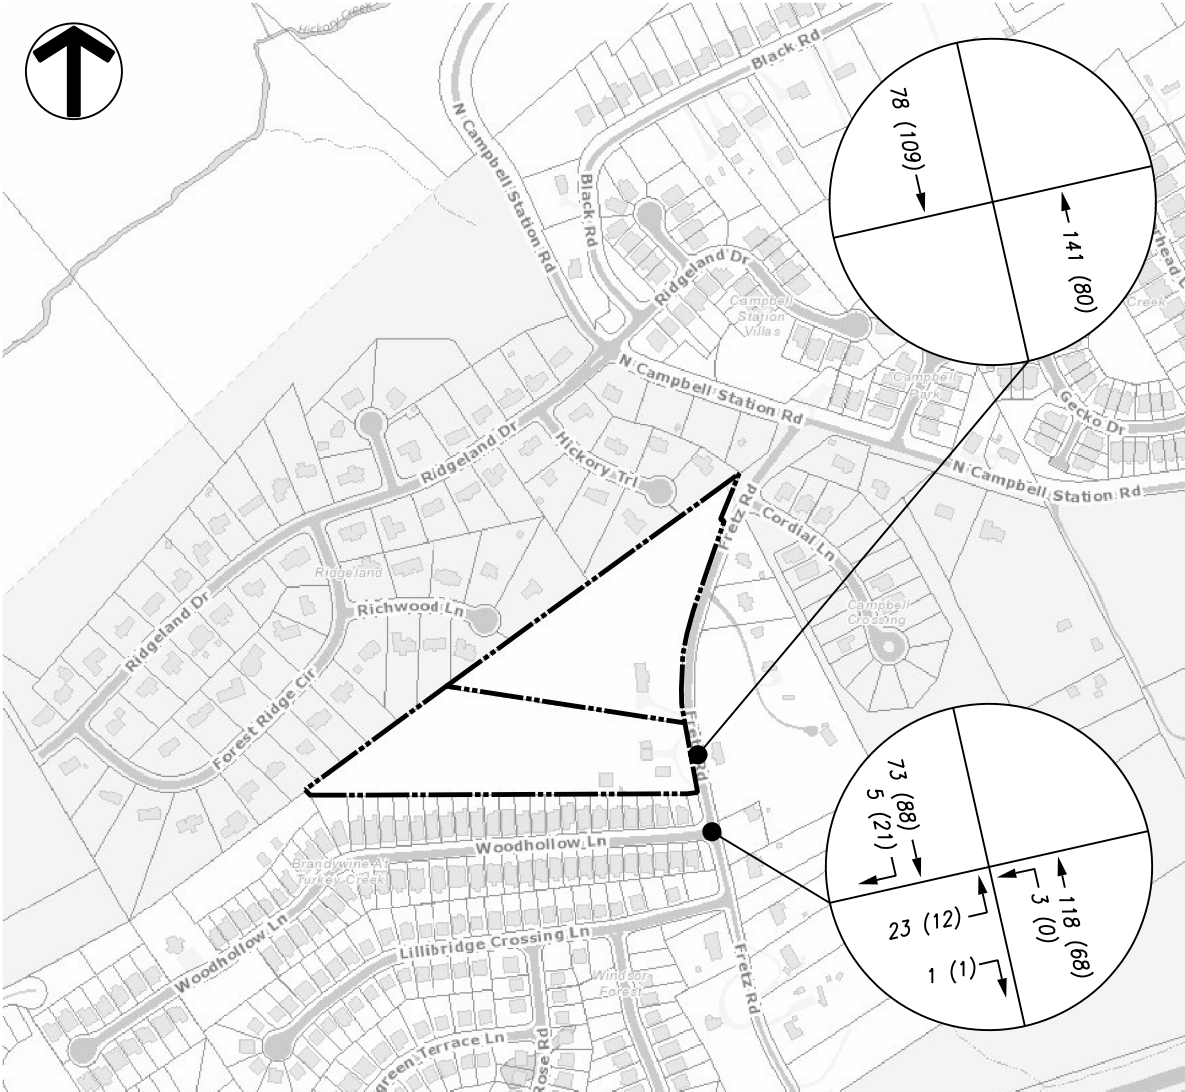 Hickory Creek
Black Rd
N Campbell Station Rd
Black Rd
78 (109)
141 (80)
Ridgeland Dr
Campbell
Station
Villas
Creek
N Campbell Station Rd
Campbell
Park
Gecko Dr
Ridgeland Dr
Hickory Trl
N Campbell Station Rd
Fretz Rd
Cordial Ln
Ridgeland
Richwood Ln
Campbell
Crossing
Ridgeland Dr
Forest Ridge Cir
Fretz Rd
73 (88)
5 (21)
23 (12)
118 (68)
3 (0)
1 (1)
Woodhollow Ln
Brandywine At
Turkey Creek
Woodhollow Ln
Lillibridge Crossing Ln
Windsor
Forest
Fretz Rd
green Terrace Ln
Rose Rd